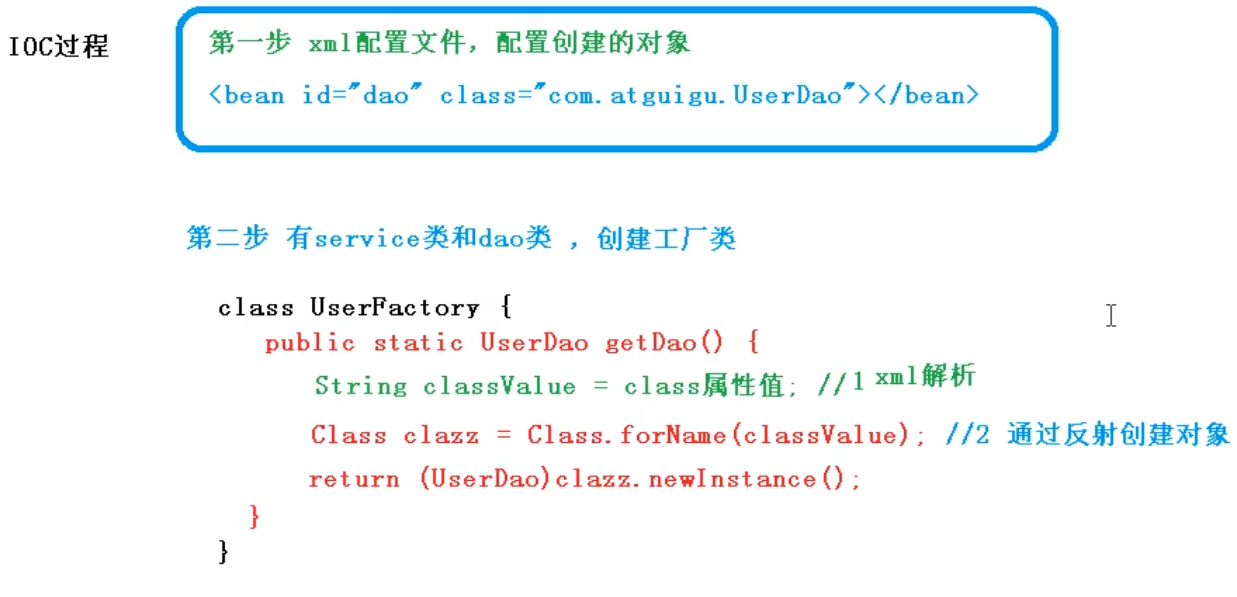 IOC过程
第一步 xml配置文件，配置创建的对象
<bean id="dao" class="com.atguigu.UserDao"></bean>
第二步 有service类和dao类 ，创建工厂类
class UserFactory {
public static UserDao getDao() {
String classValue = class属性值; //1 xml解析
Class clazz = Class.forName(classValue); //2 通过反射创建对象
return (UserDao)clazz.newInstance();
}
}